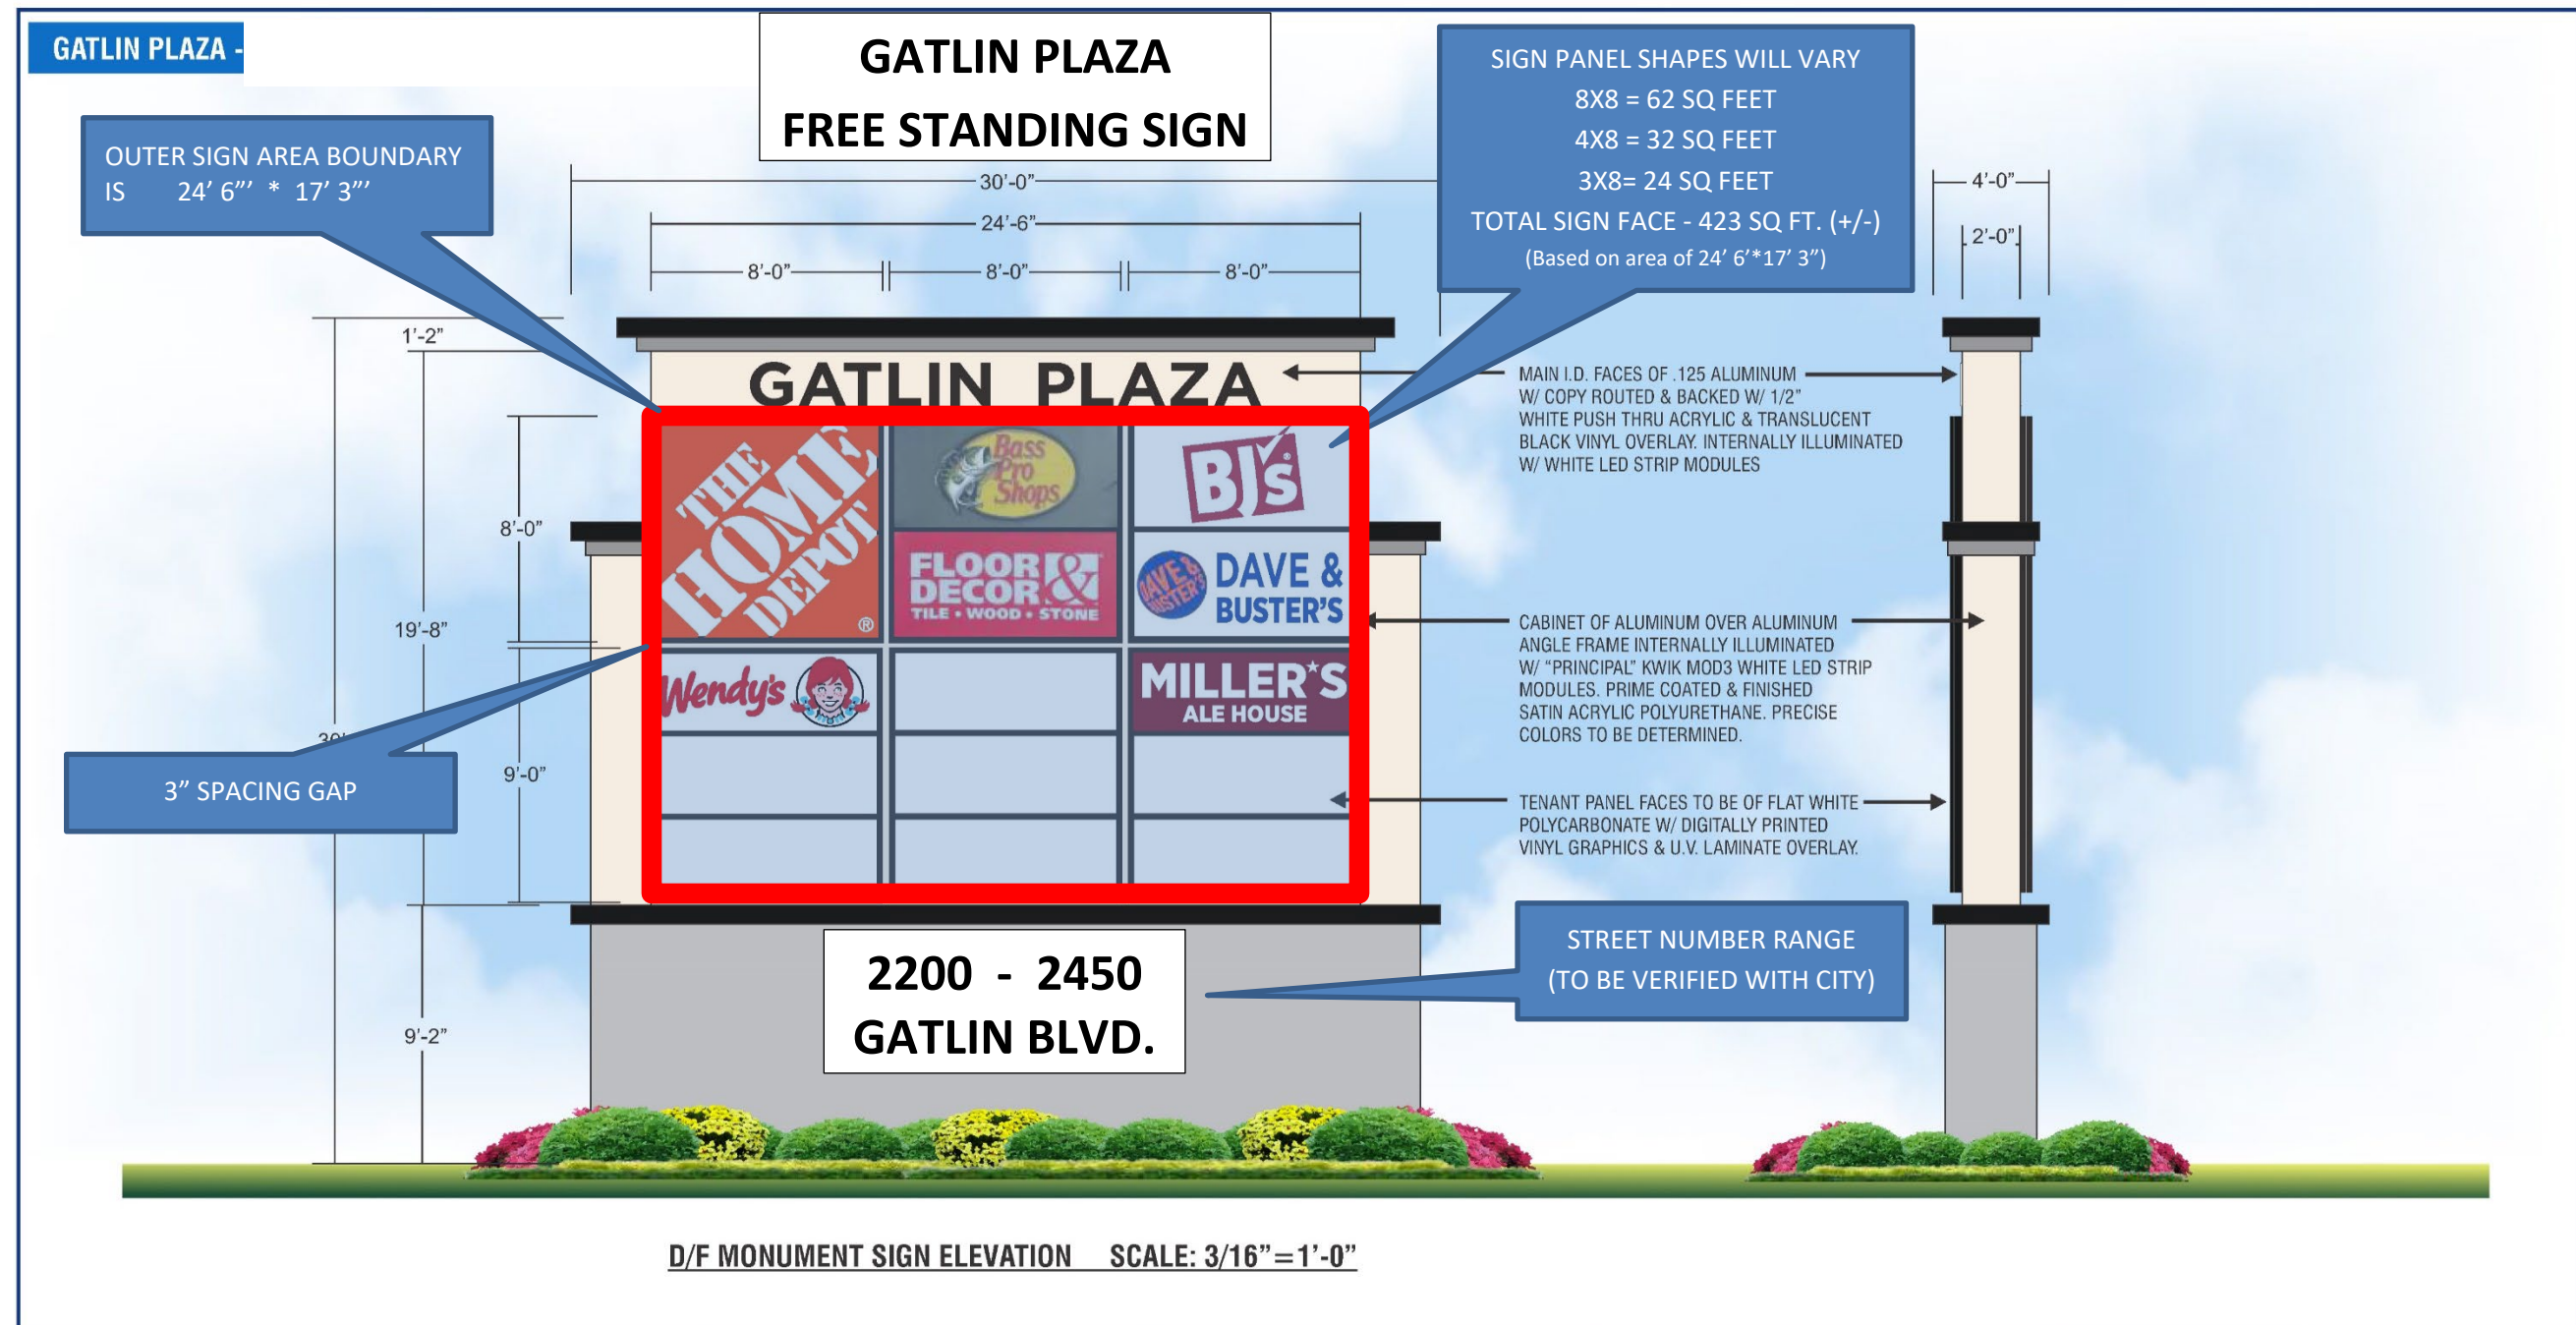 GATLIN PLAZA -
GATLIN PLAZA
FREE STANDING SIGN
SIGN PANEL SHAPES WILL VARY
8X8 = 62 SQ FEET
4X8 = 32 SQ FEET
3X8= 24 SQ FEET
TOTAL SIGN FACE - 423 SQ FT. (+/-)
(Based on area of 24’ 6’*17’ 3”)
OUTER SIGN AREA BOUNDARY
IS 24’ 6”’ * 17’ 3”’
30’-0”
24’-6”
8’-0” 8’-0” 8’-0”
4’-0”
2’-0”
1’-2”
19’-8”
8’-0”
9’-0”
9’-2”
GATLIN PLAZA
THE
HOME
DEPOT
®
Bass
Pro
Shops
BJ's
FLOOR &
DECOR
TILE • WOOD • STONE
DAVE &
BUSTER'S
DAVE &
BUSTER’S
Wendy's
MILLER*S
ALE HOUSE
3” SPACING GAP
MAIN I.D. FACES OF .125 ALUMINUM
W/ COPY ROUTED & BACKED W/ 1/2”
WHITE PUSH THRU ACRYLIC & TRANSLUCENT
BLACK VINYL OVERLAY. INTERNALLY ILLUMINATED
W/ WHITE LED STRIP MODULES
CABINET OF ALUMINUM OVER ALUMINUM
ANGLE FRAME INTERNALLY ILLUMINATED
W/ “PRINCIPAL” KWIK MOD3 WHITE LED STRIP
MODULES. PRIME COATED & FINISHED
SATIN ACRYLIC POLYURETHANE. PRECISE
COLORS TO BE DETERMINED.
TENANT PANEL FACES TO BE OF FLAT WHITE
POLYCARBONATE W/ DIGITALLY PRINTED
VINYL GRAPHICS & U.V. LAMINATE OVERLAY.
STREET NUMBER RANGE
(TO BE VERIFIED WITH CITY)
2200 - 2450
GATLIN BLVD.
D/F MONUMENT SIGN ELEVATION SCALE: 3/16”=1’-0”